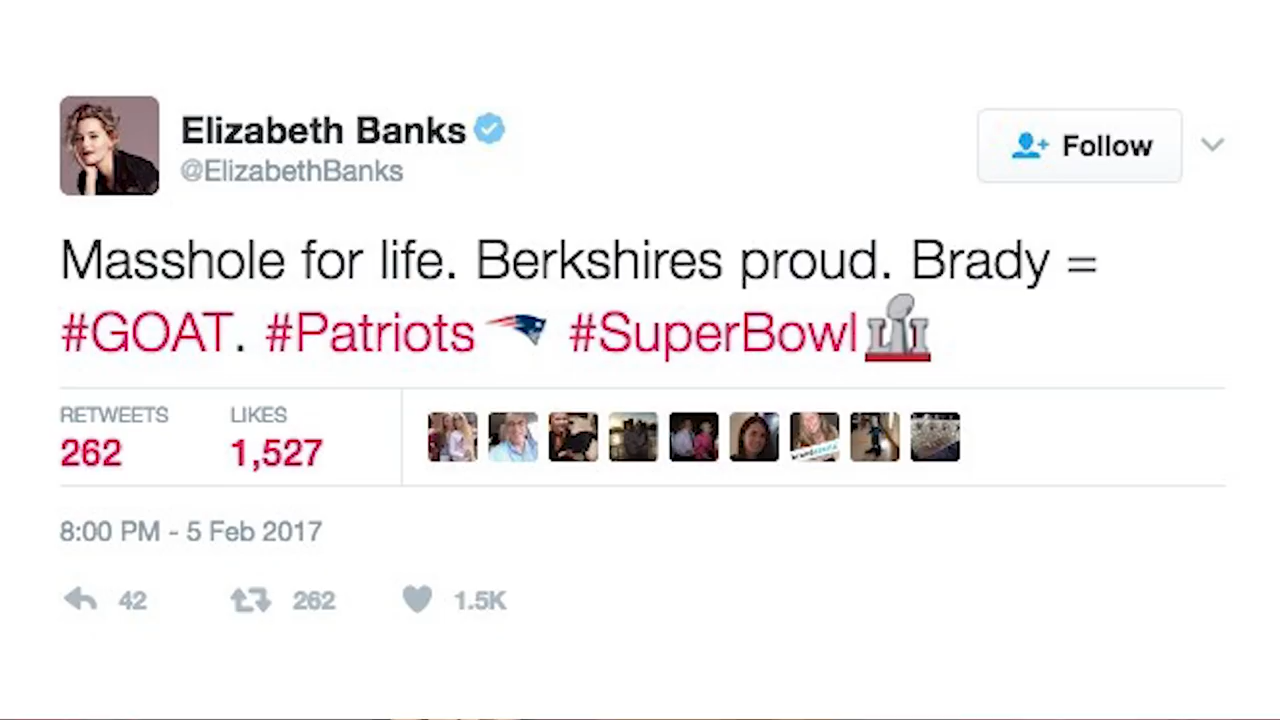 Elizabeth Banks
@ElizabethBanks
Follow
Masshole for life. Berkshires proud. Brady =
#GOAT. #Patriots #SuperBowl LI
RETWEETS LIKES
262 1,527
8:00 PM - 5 Feb 2017
42 262 1.5K